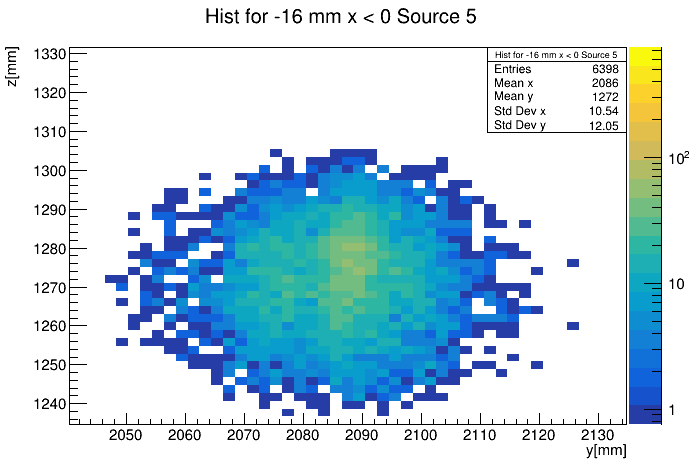 Hist for -16 mm x < 0 Source 5
z[mm]
1330
1320
1310
1300
1290
1280
1270
1260
1250
1240
Hist for -16 mm x < 0 Source 5
Entries 6398
Mean x 2086
Mean y 1272
Std Dev x 10.54
Std Dev y 12.05
10²
10
1
2050 2060 2070 2080 2090 2100 2110 2120 2130
y[mm]